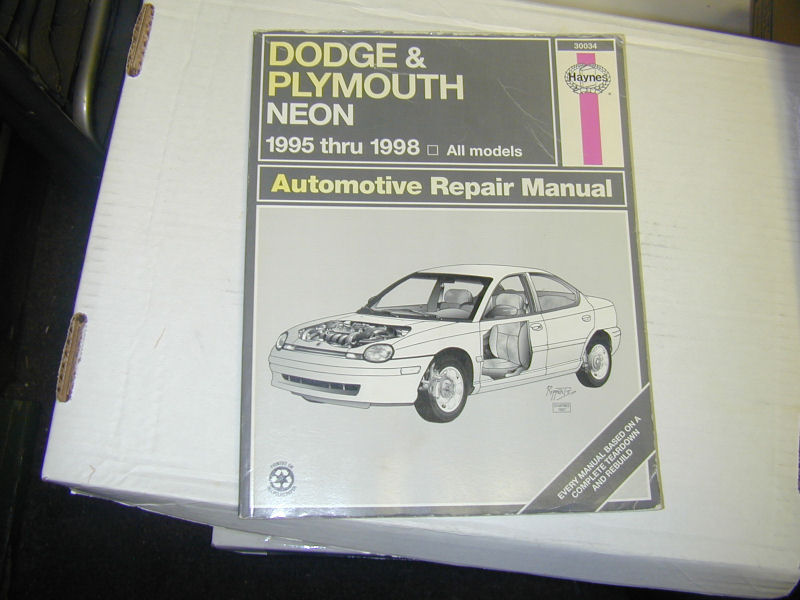 DODGE &
PLYMOUTH
NEON
1995 thru 1998 □ All models
30034
Haynes
Automotive Repair Manual
EVERY MANUAL BASED ON A
COMPLETE TEARDOWN
AND REBUILD